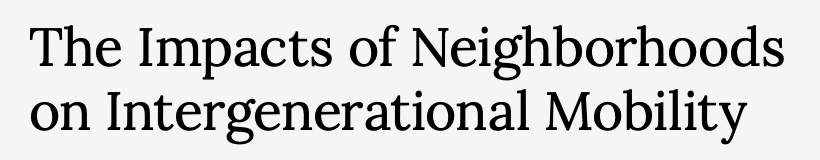 The Impacts of Neighborhoods
on Intergenerational Mobility